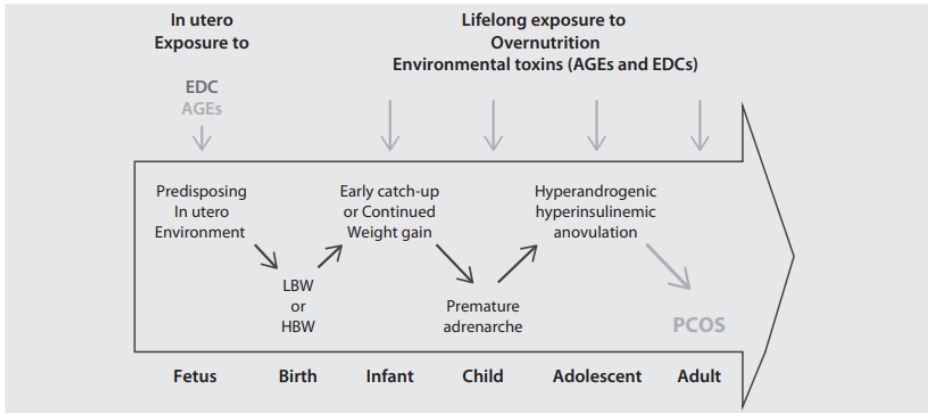 In utero
Exposure to
EDC
AGEs
Lifelong exposure to
Overnutrition
Environmental toxins (AGEs and EDCs)
Predisposing
In utero
Environment
LBW
or
HBW
Early catch-up
or Continued
Weight gain
Premature
adrenarche
Hyperandrogenic
hyperinsulinemic
anovulation
PCOS
Fetus
Birth
Infant
Child
Adolescent
Adult